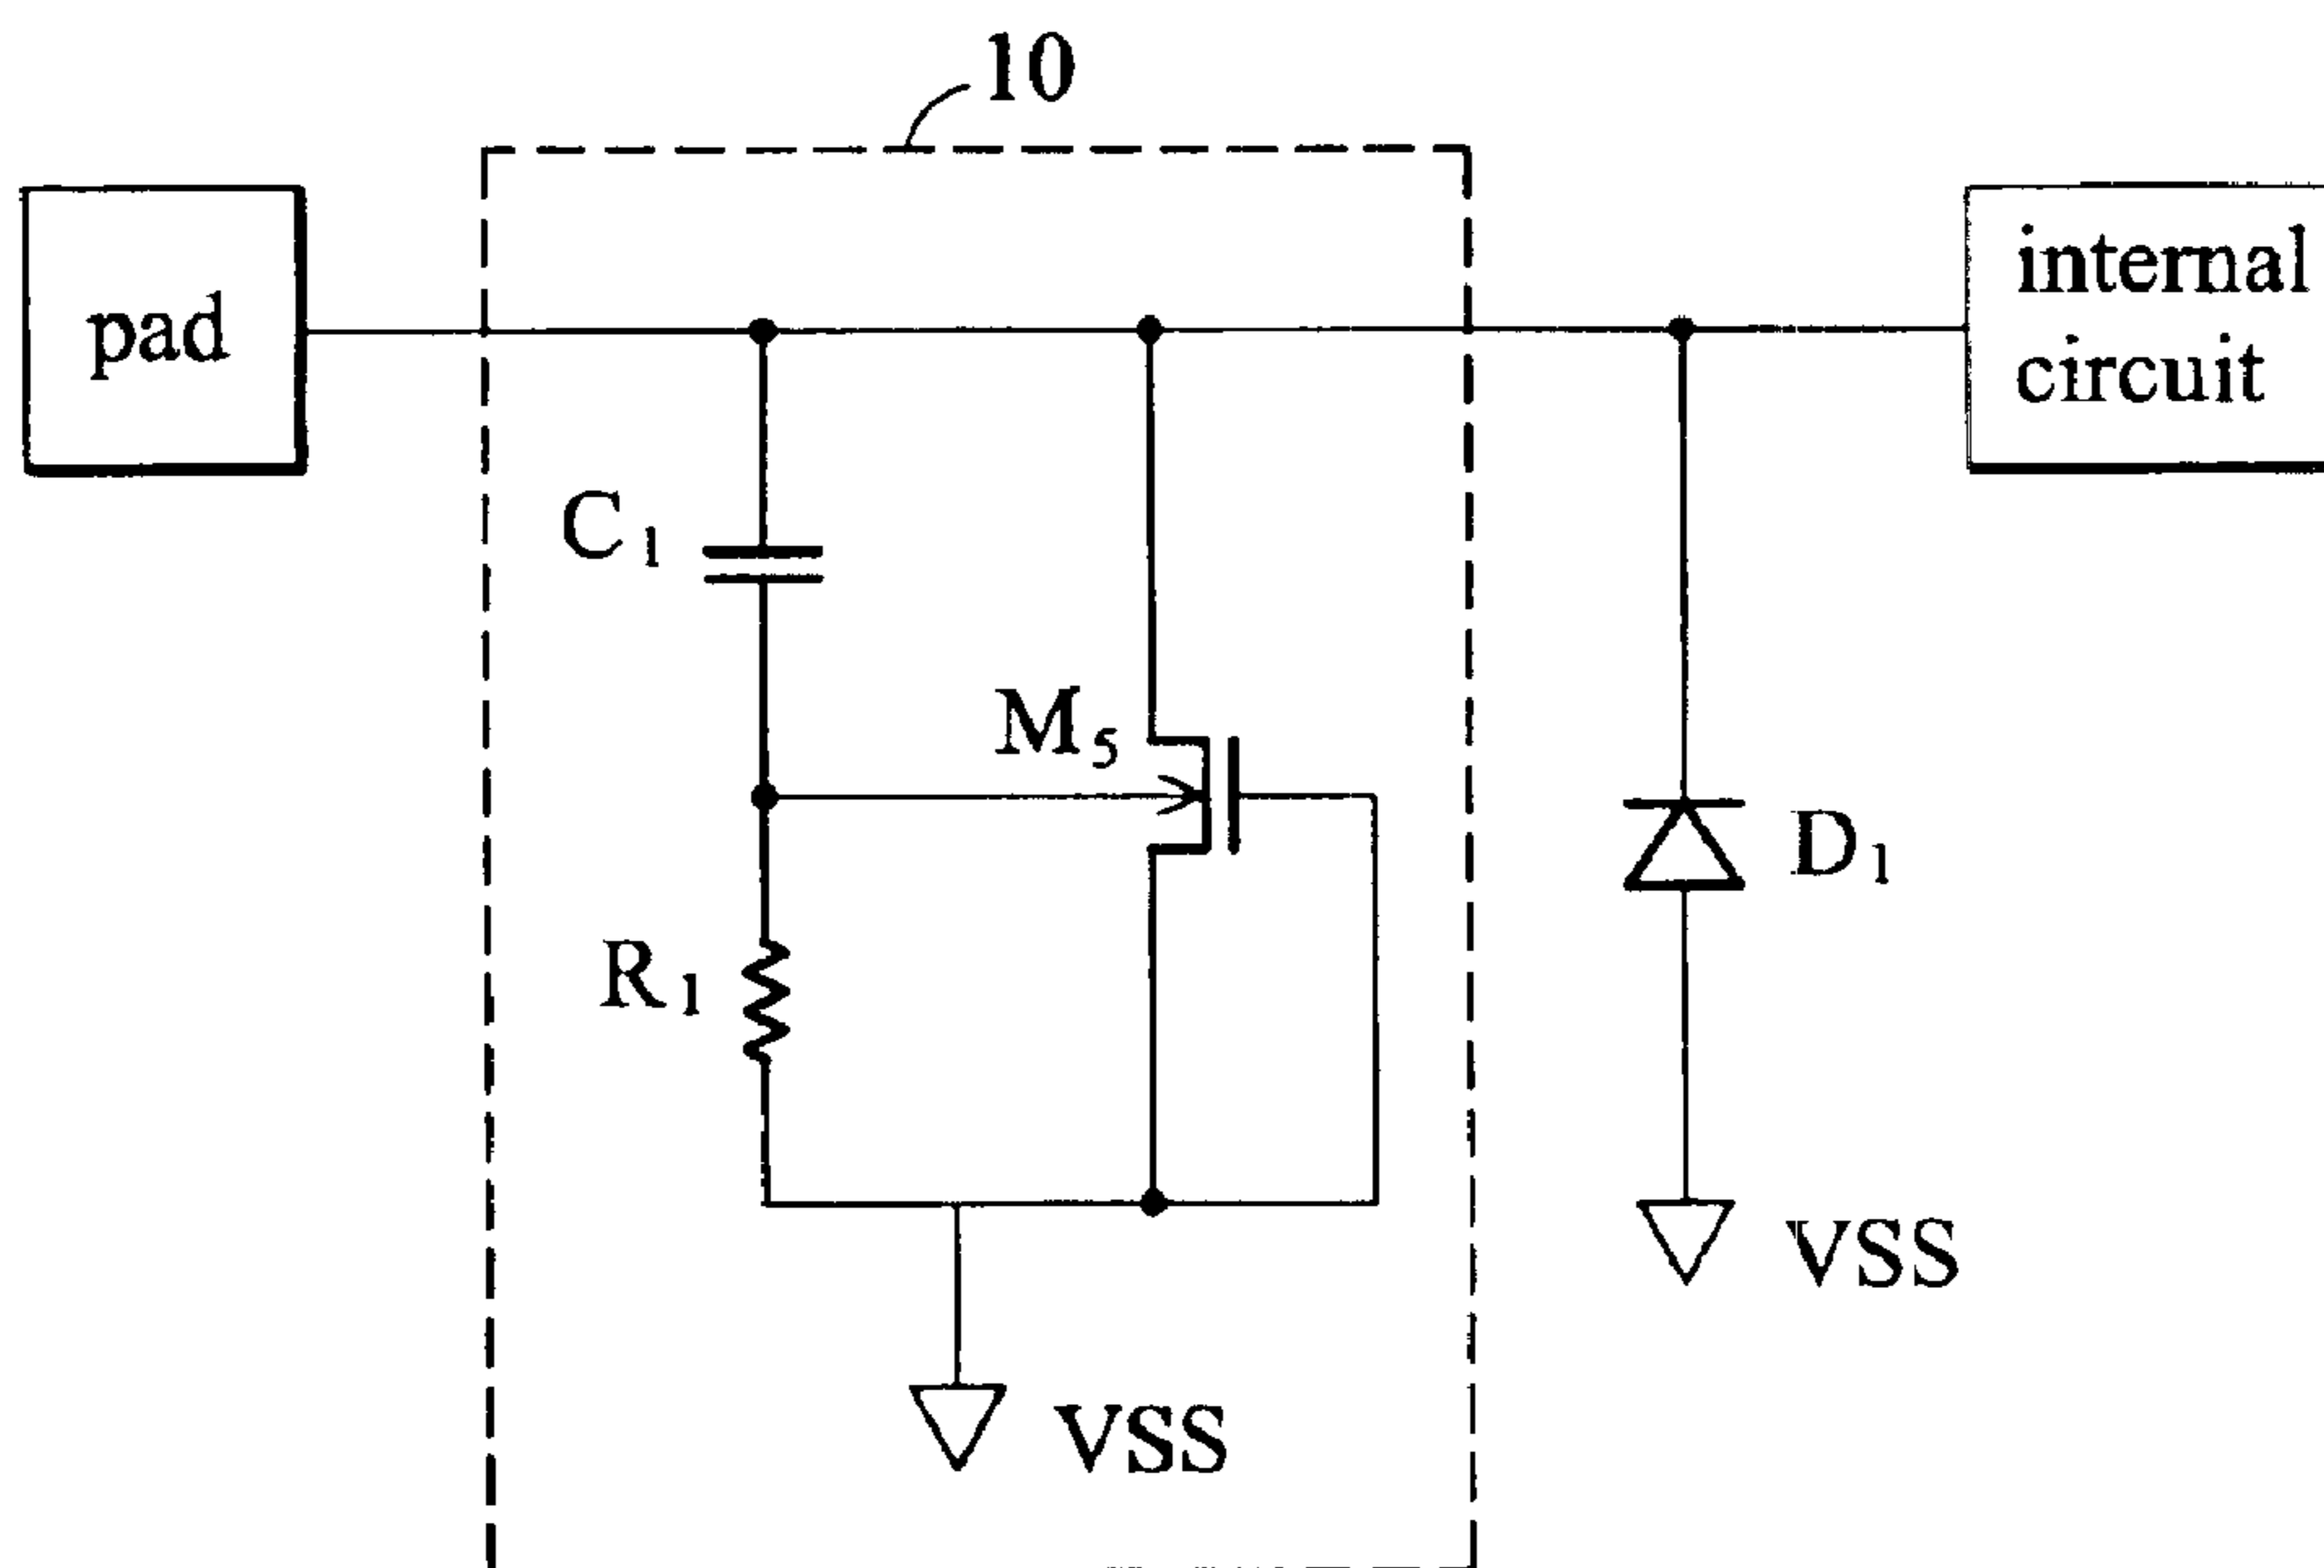 10
pad
internal
circuit
C1
M5
R1
D1
VSS
VSS